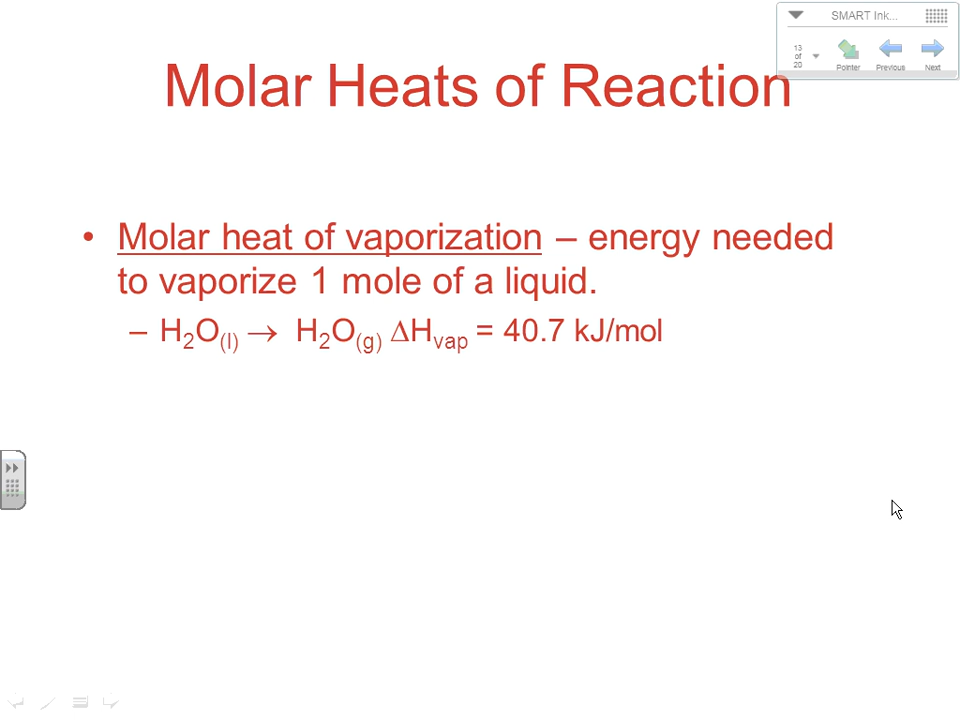 SMART Ink...
13
of
20
Pointer Previous Next
Molar Heats of Reaction
• Molar heat of vaporization – energy needed
to vaporize 1 mole of a liquid.
– H₂O(l) → H₂O(g) ∆Hvap = 40.7 kJ/mol